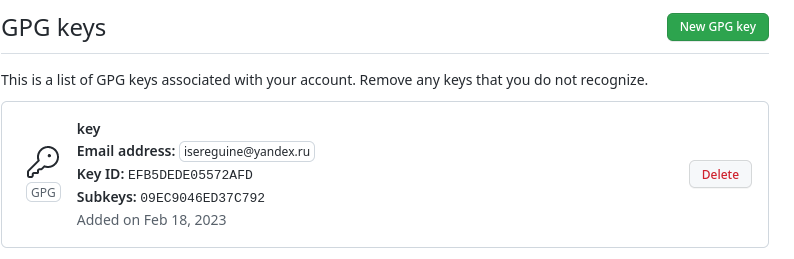 GPG keys
New GPG key
This is a list of GPG keys associated with your account. Remove any keys that you do not recognize.
key
Email address: isereguine@yandex.ru
Key ID: EFB5DEDE05572AFD
GPG
Subkeys: 09EC9046ED37C792
Added on Feb 18, 2023
Delete